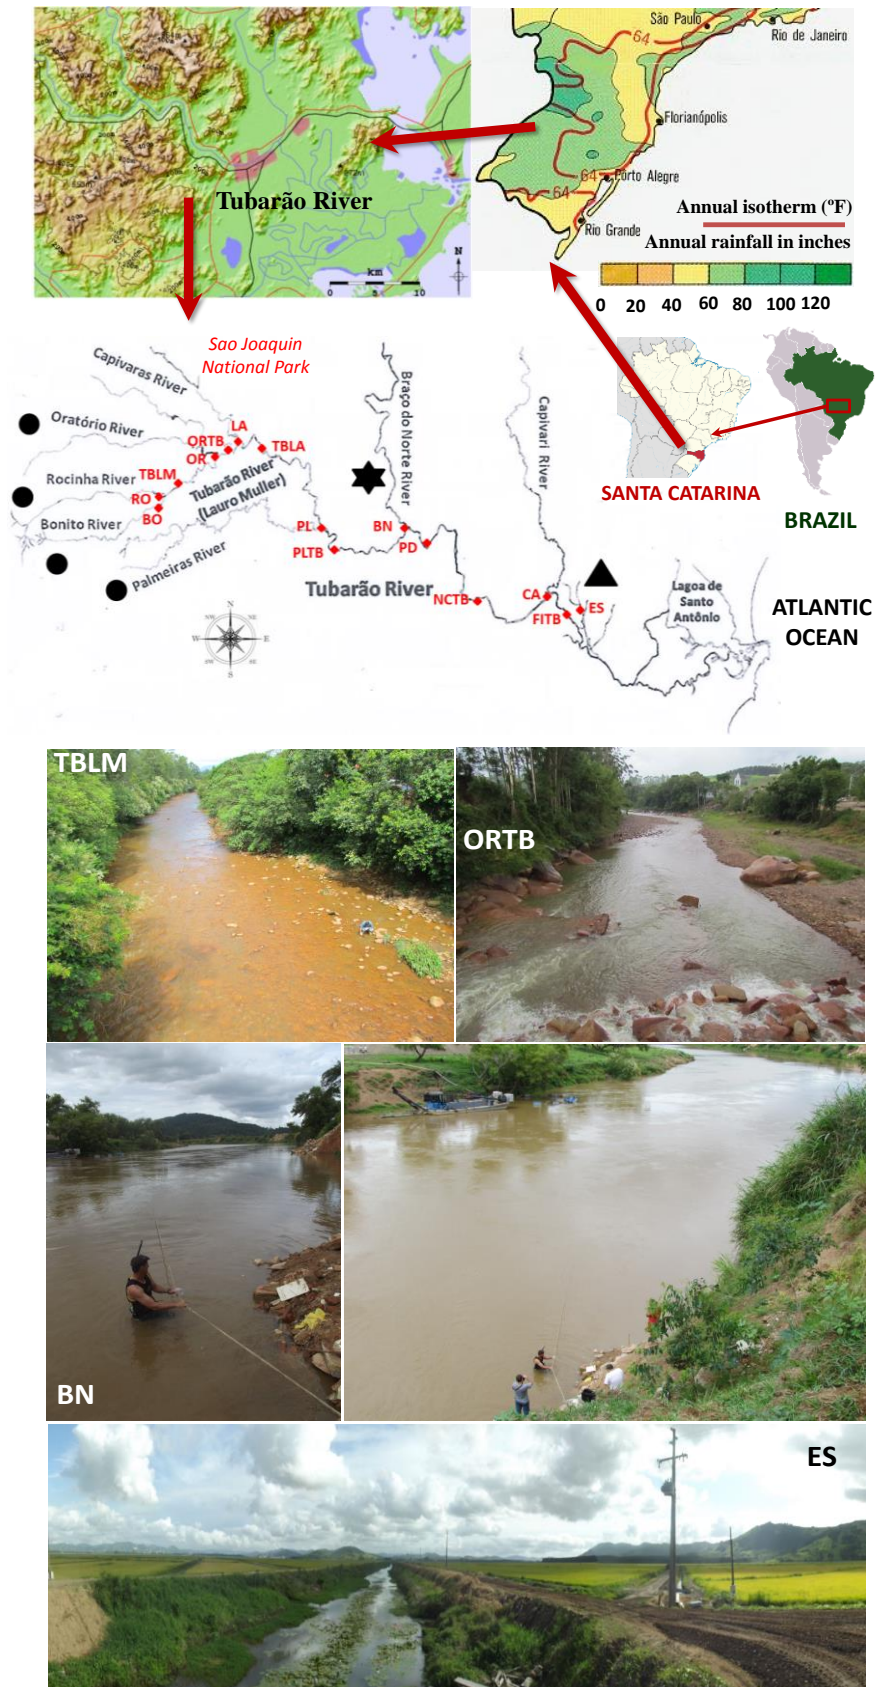 São Paulo
64
Rio de Janeiro
Florianópolis
64
Pôrto Alegre
64
Rio Grande
Annual isotherm (ºF)
Annual rainfall in inches
0 20 40 60 80 100 120
Tubarão River
km
0 5 10
N
Sao Joaquin
National Park
Capivaras River
Oratório River
Rocinha River
Bonito River
Palmeiras River
LA
ORTB
OR
TBLA
TBLM
RO
BO
Tubarão River
(Lauro Muller)
Braço do Norte River
Capivari River
PL
PLTB
BN
PD
Tubarão River
NCTB
CA
FITB
ES
Lagoa de
Santo
Antônio
N
W E
S
SANTA CATARINA
BRAZIL
ATLANTIC
OCEAN
TBLM
ORTB
BN
ES